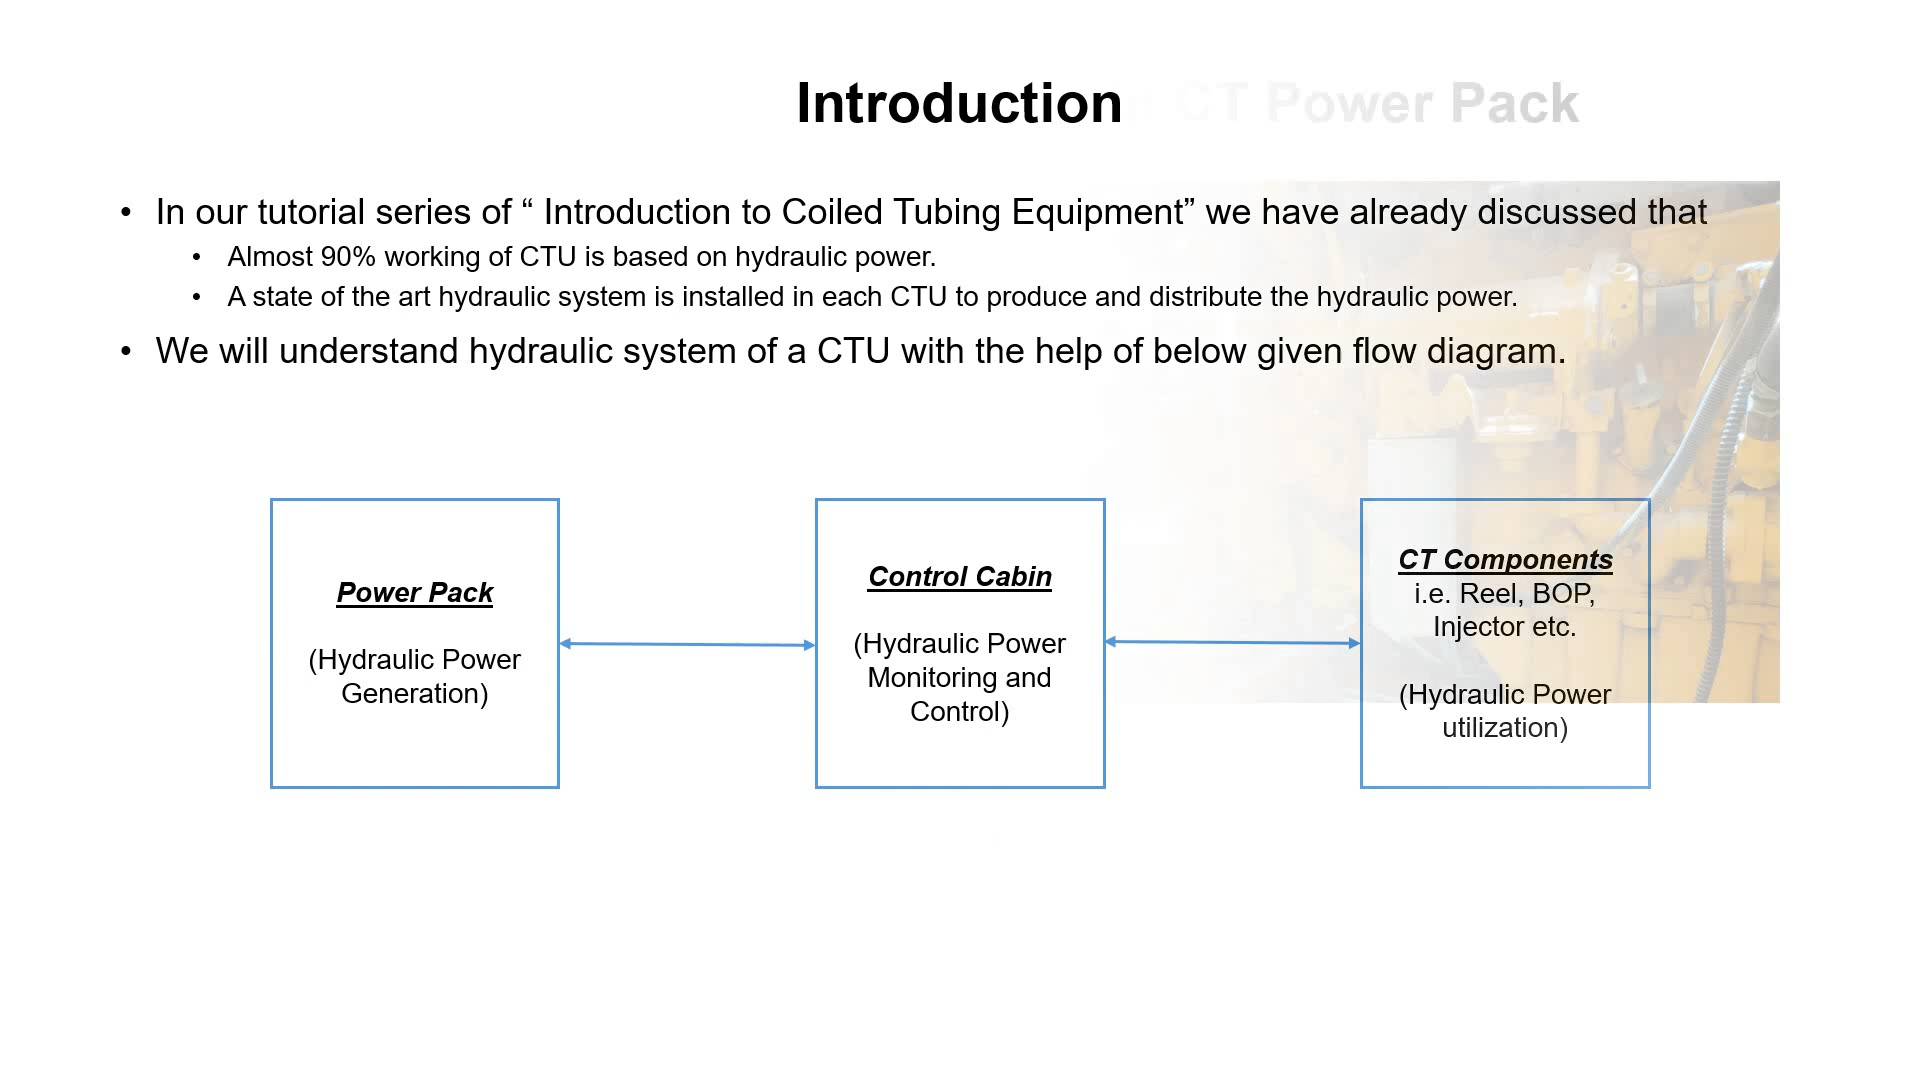 Introduction CT Power Pack
• In our tutorial series of “ Introduction to Coiled Tubing Equipment” we have already discussed that
• Almost 90% working of CTU is based on hydraulic power.
• A state of the art hydraulic system is installed in each CTU to produce and distribute the hydraulic power.
• We will understand hydraulic system of a CTU with the help of below given flow diagram.
Power Pack
(Hydraulic Power
Generation)
Control Cabin
(Hydraulic Power
Monitoring and
Control)
CT Components
i.e. Reel, BOP,
Injector etc.
(Hydraulic Power
utilization)